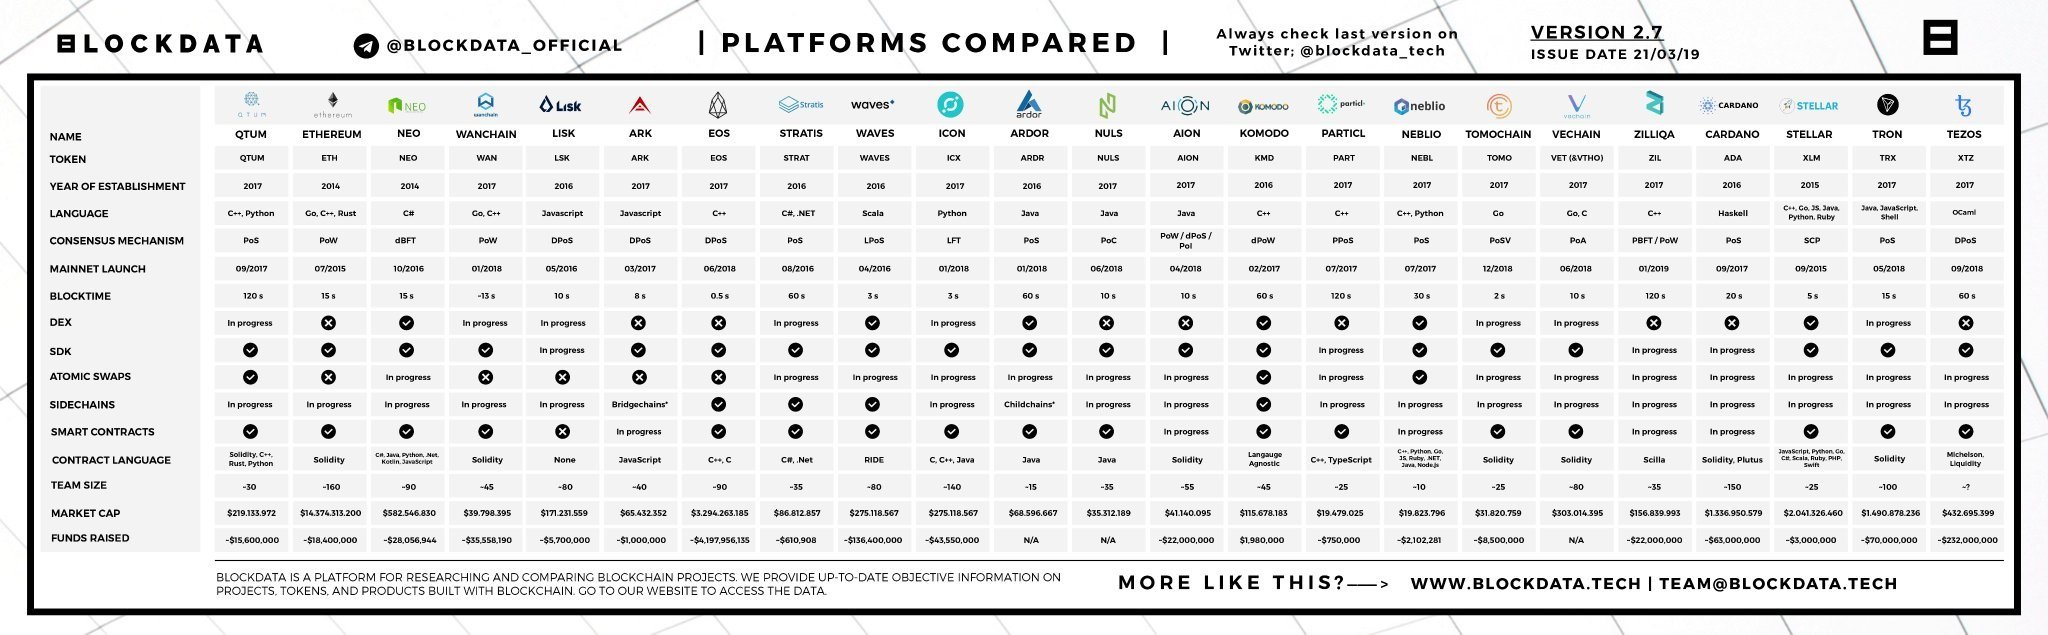 BLOCKDATA
@BLOCKDATA_OFFICIAL
| PLATFORMS COMPARED |
Always check last version on
Twitter; @blockdata_tech
VERSION 2.7
ISSUE DATE 21/03/19
QTUM ethereum NEO wanchain LISK Stratis waves ardor AION KOMODO particl neblio vechain CARDANO STELLAR
NAME QTUM ETHEREUM NEO WANCHAIN LISK ARK EOS STRATIS WAVES ICON ARDOR NULS AION KOMODO PARTICL NEBLIO TOMOCHAIN VECHAIN ZILLIQA CARDANO STELLAR TRON TEZOS
TOKEN QTUM ETH NEO WAN LSK ARK EOS STRAT WAVES ICX ARDR NULS AION KMD PART NEBL TOMO VET (&VTHO) ZIL ADA XLM TRX XTZ
YEAR OF ESTABLISHMENT 2017 2014 2014 2017 2016 2017 2017 2016 2016 2017 2016 2017 2017 2016 2017 2017 2017 2017 2017 2016 2015 2017 2017
LANGUAGE C++, Python Go, C++, Rust C# Go, C++ Javascript Javascript C++ C#, .NET Scala Python Java Java Java C++ C++ C++, Python Go Go, C C++ Haskell C++, Go, JS, Java, Python, Ruby Java, JavaScript, Shell OCaml
CONSENSUS MECHANISM PoS PoW dBFT PoW DPoS DPoS DPoS PoS LPoS LFT PoS PoC PoW / dPoS / PoI dPoW PPoS PoS PoSV PoA PBFT / PoW PoS SCP PoS DPoS
MAINNET LAUNCH 09/2017 07/2015 10/2016 01/2018 05/2016 03/2017 06/2018 08/2016 04/2016 01/2018 01/2018 06/2018 04/2018 02/2017 07/2017 07/2017 12/2018 06/2018 01/2019 09/2017 09/2015 05/2018 09/2018
BLOCKTIME 120 s 15 s 15 s ~13 s 10 s 8 s 0.5 s 60 s 3 s 3 s 60 s 10 s 10 s 60 s 120 s 30 s 2 s 10 s 120 s 20 s 5 s 15 s 60 s
DEX In progress In progress In progress In progress In progress In progress In progress In progress
SDK In progress In progress In progress In progress
ATOMIC SWAPS In progress In progress In progress In progress In progress In progress In progress In progress In progress In progress In progress In progress In progress In progress In progress
SIDECHAINS In progress In progress In progress In progress In progress Bridgechains* In progress Childchains* In progress In progress In progress In progress In progress In progress In progress In progress In progress In progress In progress
SMART CONTRACTS In progress In progress In progress In progress In progress
CONTRACT LANGUAGE Solidity, C++, Rust, Python Solidity C#, Java, Python, .Net, Kotlin, JavaScript Solidity None JavaScript C++, C C#, .Net RIDE C, C++, Java Java Java Solidity Langauge Agnostic C++, TypeScript C++, Python, Go, JS, Ruby, .NET, Java, Node.js Solidity Solidity Scilla Solidity, Plutus JavaScript, Python, Go, C#, Scala, Ruby, PHP, Swift Solidity Michelson, Liquidity
TEAM SIZE ~30 ~160 ~90 ~45 ~80 ~40 ~90 ~35 ~80 ~140 ~15 ~35 ~55 ~45 ~25 ~10 ~25 ~80 ~35 ~150 ~25 ~100 ~?
MARKET CAP $219.133.972 $14.374.313.200 $582.546.830 $39.798.395 $171.231.559 $65.432.352 $3.294.263.185 $86.812.857 $275.118.567 $275.118.567 $68.596.667 $35.312.189 $41.140.095 $115.678.183 $19.479.025 $19.823.796 $31.820.759 $303.014.395 $156.839.993 $1.336.950.579 $2.041.326.460 $1.490.878.236 $432.695.399
FUNDS RAISED ~$15,600,000 ~$18,400,000 ~$28,056,944 ~$35,558,190 ~$5,700,000 ~$1,000,000 ~$4,197,956,135 ~$610,908 ~$136,400,000 ~$43,550,000 N/A N/A ~$22,000,000 $1,980,000 ~$750,000 ~$2,102,281 ~$8,500,000 N/A ~$22,000,000 ~$63,000,000 ~$3,000,000 ~$70,000,000 ~$232,000,000
BLOCKDATA IS A PLATFORM FOR RESEARCHING AND COMPARING BLOCKCHAIN PROJECTS. WE PROVIDE UP-TO-DATE OBJECTIVE INFORMATION ON
PROJECTS, TOKENS, AND PRODUCTS BUILT WITH BLOCKCHAIN. GO TO OUR WEBSITE TO ACCESS THE DATA.
MORE LIKE THIS?——> WWW.BLOCKDATA.TECH | TEAM@BLOCKDATA.TECH